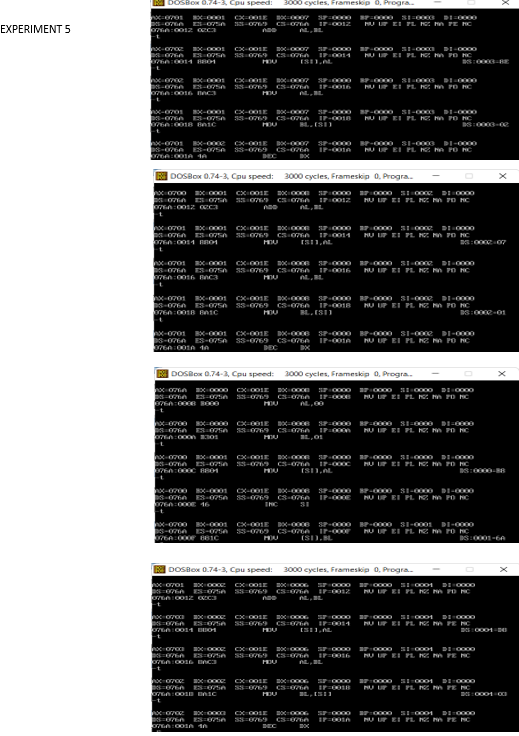 EXPERIMENT 5
DOSBox 0.74-3, Cpu speed: 3000 cycles, Frameskip 0, Progra...
AX=0701 BX=0001 CX=001E DX=0007 SP=0000 BP=0000 SI=0003 DI=0000
DS=076A ES=075A SS=0769 CS=076A IP=0012 NV UP EI PL NZ NA PO NC
076A:0012 02C3 ADD AL,BL
-t
AX=0702 BX=0001 CX=001E DX=0007 SP=0000 BP=0000 SI=0003 DI=0000
DS=076A ES=075A SS=0769 CS=076A IP=0014 NV UP EI PL NZ NA PO NC
076A:0014 8804 MOV [SI],AL DS:0003=8E
-t
AX=0702 BX=0001 CX=001E DX=0007 SP=0000 BP=0000 SI=0003 DI=0000
DS=076A ES=075A SS=0769 CS=076A IP=0016 NV UP EI PL NZ NA PO NC
076A:0016 8AC3 MOV AL,BL
-t
AX=0701 BX=0001 CX=001E DX=0007 SP=0000 BP=0000 SI=0003 DI=0000
DS=076A ES=075A SS=0769 CS=076A IP=0018 NV UP EI PL NZ NA PO NC
076A:0018 8A1C MOV BL,[SI] DS:0003=02
-t
AX=0701 BX=0002 CX=001E DX=0007 SP=0000 BP=0000 SI=0003 DI=0000
DS=076A ES=075A SS=0769 CS=076A IP=001A NV UP EI PL NZ NA PO NC
076A:001A 4A DEC DX
DOSBox 0.74-3, Cpu speed: 3000 cycles, Frameskip 0, Progra...
AX=0700 BX=0001 CX=001E DX=0008 SP=0000 BP=0000 SI=0002 DI=0000
DS=076A ES=075A SS=0769 CS=076A IP=0012 NV UP EI PL NZ NA PO NC
076A:0012 02C3 ADD AL,BL
-t
AX=0701 BX=0001 CX=001E DX=0008 SP=0000 BP=0000 SI=0002 DI=0000
DS=076A ES=075A SS=0769 CS=076A IP=0014 NV UP EI PL NZ NA PO NC
076A:0014 8804 MOV [SI],AL DS:0002=07
-t
AX=0701 BX=0001 CX=001E DX=0008 SP=0000 BP=0000 SI=0002 DI=0000
DS=076A ES=075A SS=0769 CS=076A IP=0016 NV UP EI PL NZ NA PO NC
076A:0016 8AC3 MOV AL,BL
-t
AX=0701 BX=0001 CX=001E DX=0008 SP=0000 BP=0000 SI=0002 DI=0000
DS=076A ES=075A SS=0769 CS=076A IP=0018 NV UP EI PL NZ NA PO NC
076A:0018 8A1C MOV BL,[SI] DS:0002=01
-t
AX=0701 BX=0001 CX=001E DX=0008 SP=0000 BP=0000 SI=0002 DI=0000
DS=076A ES=075A SS=0769 CS=076A IP=001A NV UP EI PL NZ NA PO NC
076A:001A 4A DEC DX
DOSBox 0.74-3, Cpu speed: 3000 cycles, Frameskip 0, Progra...
AX=076A BX=0000 CX=001E DX=0008 SP=0000 BP=0000 SI=0000 DI=0000
DS=076A ES=075A SS=0769 CS=076A IP=0008 NV UP EI PL NZ NA PO NC
076A:0008 B000 MOV AL,00
-t
AX=0700 BX=0000 CX=001E DX=0008 SP=0000 BP=0000 SI=0000 DI=0000
DS=076A ES=075A SS=0769 CS=076A IP=000A NV UP EI PL NZ NA PO NC
076A:000A B301 MOV BL,01
-t
AX=0700 BX=0001 CX=001E DX=0008 SP=0000 BP=0000 SI=0000 DI=0000
DS=076A ES=075A SS=0769 CS=076A IP=000C NV UP EI PL NZ NA PO NC
076A:000C 8804 MOV [SI],AL DS:0000=B8
-t
AX=0700 BX=0001 CX=001E DX=0008 SP=0000 BP=0000 SI=0000 DI=0000
DS=076A ES=075A SS=0769 CS=076A IP=000E NV UP EI PL NZ NA PO NC
076A:000E 46 INC SI
-t
AX=0700 BX=0001 CX=001E DX=0008 SP=0000 BP=0000 SI=0001 DI=0000
DS=076A ES=075A SS=0769 CS=076A IP=000F NV UP EI PL NZ NA PO NC
076A:000F 881C MOV [SI],BL DS:0001=6A
DOSBox 0.74-3, Cpu speed: 3000 cycles, Frameskip 0, Progra...
AX=0701 BX=0002 CX=001E DX=0006 SP=0000 BP=0000 SI=0004 DI=0000
DS=076A ES=075A SS=0769 CS=076A IP=0012 NV UP EI PL NZ NA PO NC
076A:0012 02C3 ADD AL,BL
-t
AX=0703 BX=0002 CX=001E DX=0006 SP=0000 BP=0000 SI=0004 DI=0000
DS=076A ES=075A SS=0769 CS=076A IP=0014 NV UP EI PL NZ NA PE NC
076A:0014 8804 MOV [SI],AL DS:0004=D8
-t
AX=0703 BX=0002 CX=001E DX=0006 SP=0000 BP=0000 SI=0004 DI=0000
DS=076A ES=075A SS=0769 CS=076A IP=0016 NV UP EI PL NZ NA PE NC
076A:0016 8AC3 MOV AL,BL
-t
AX=0702 BX=0002 CX=001E DX=0006 SP=0000 BP=0000 SI=0004 DI=0000
DS=076A ES=075A SS=0769 CS=076A IP=0018 NV UP EI PL NZ NA PE NC
076A:0018 8A1C MOV BL,[SI] DS:0004=03
-t
AX=0702 BX=0003 CX=001E DX=0006 SP=0000 BP=0000 SI=0004 DI=0000
DS=076A ES=075A SS=0769 CS=076A IP=001A NV UP EI PL NZ NA PE NC
076A:001A 4A DEC DX